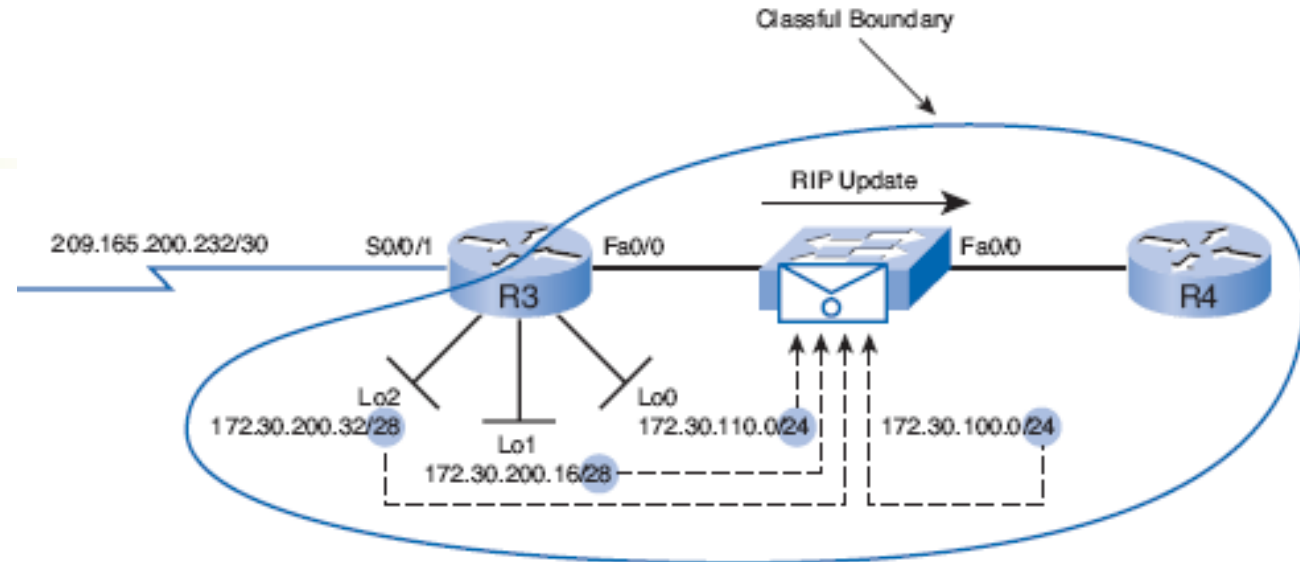 Classful Boundary
RIP Update
209.165.200.232/30
S0/0/1
Fa0/0
Fa0/0
R3
R4
Lo2
172.30.200.32/28
Lo1
172.30.200.16/28
Lo0
172.30.110.0/24
172.30.100.0/24